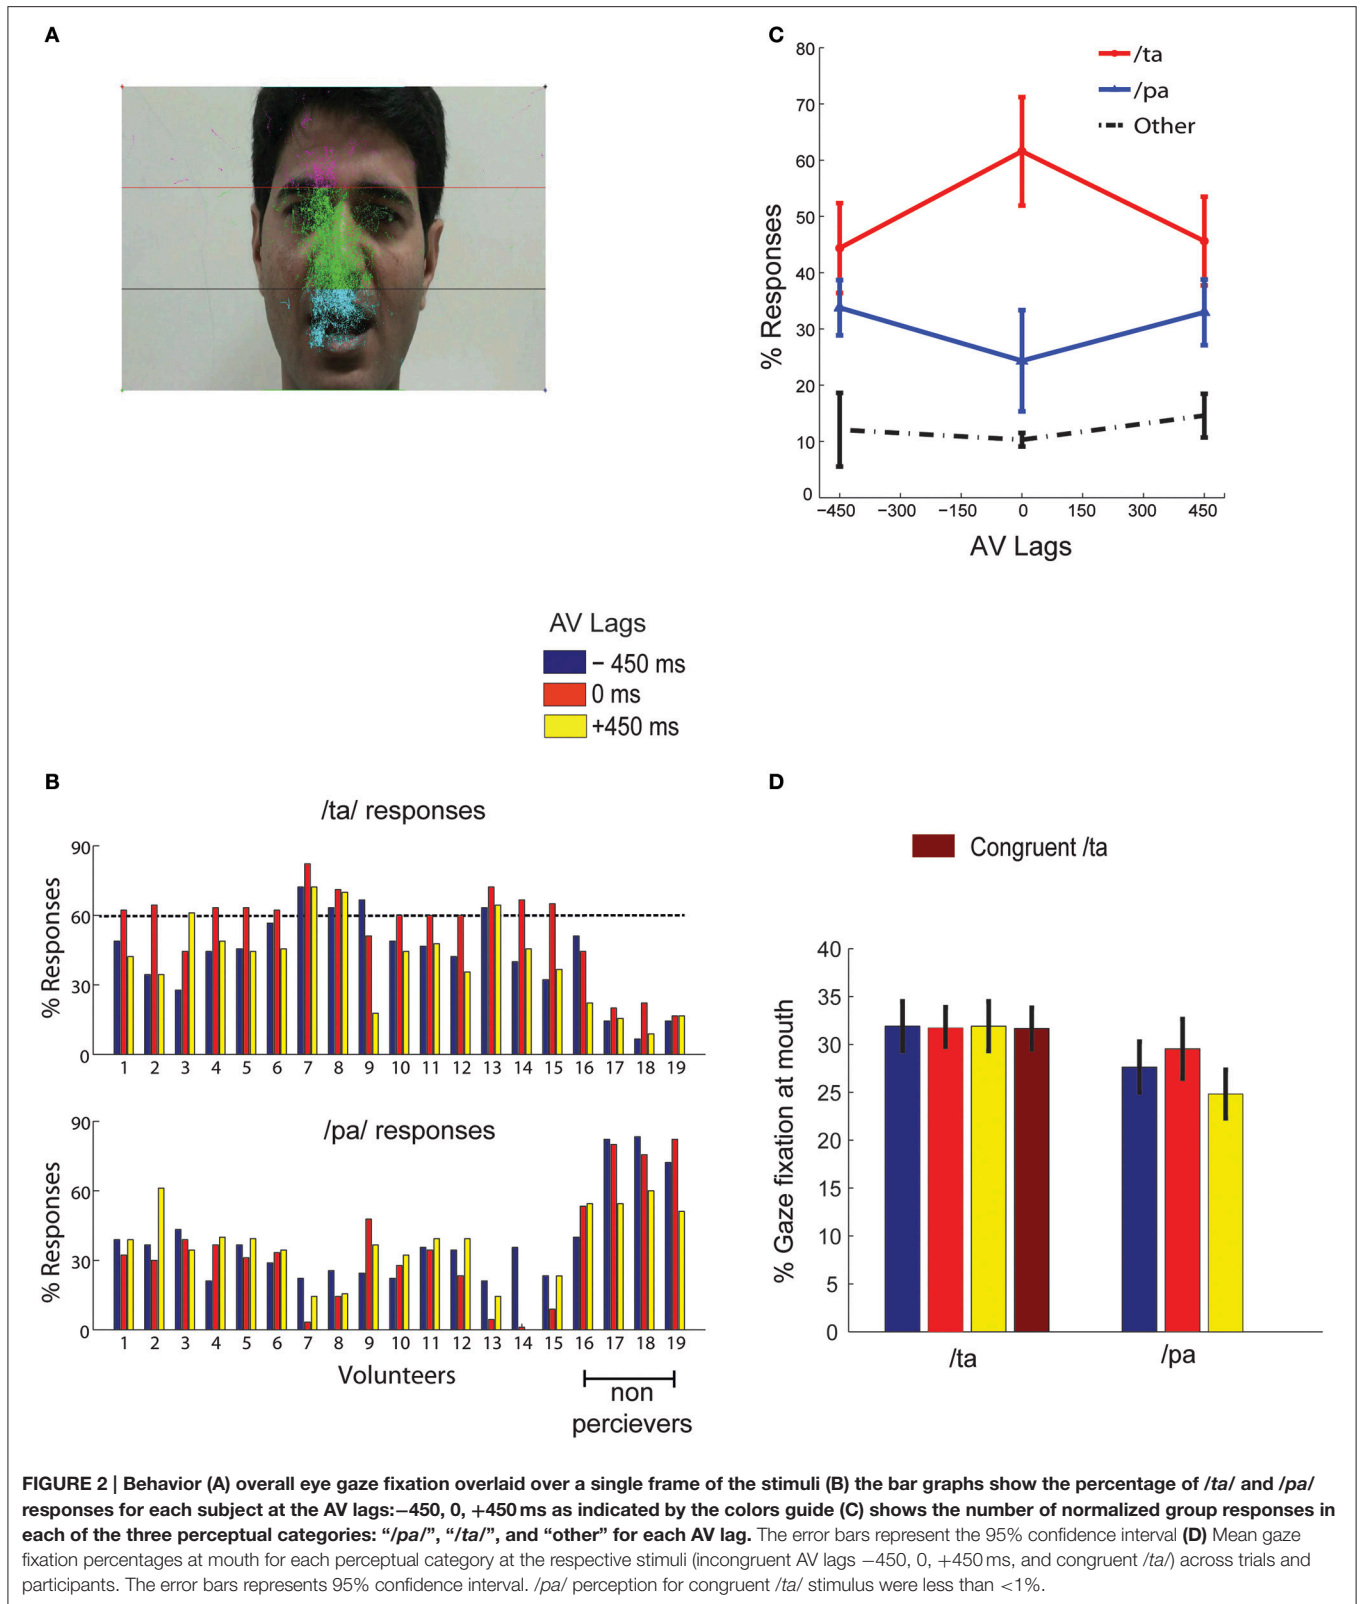 A
C
80
70
60
50
40
30
20
10
0
% Responses
−450 −300 −150 0 150 300 450
AV Lags
/ta
/pa
Other
AV Lags
− 450 ms
0 ms
+450 ms
B
/ta/ responses
90
60
30
0
% Responses
1 2 3 4 5 6 7 8 9 10 11 12 13 14 15 16 17 18 19
/pa/ responses
90
60
30
0
% Responses
1 2 3 4 5 6 7 8 9 10 11 12 13 14 15 16 17 18 19
Volunteers
non
percievers
D
Congruent /ta
40
35
30
25
20
15
10
5
0
% Gaze fixation at mouth
/ta /pa
FIGURE 2 | Behavior (A) overall eye gaze fixation overlaid over a single frame of the stimuli (B) the bar graphs show the percentage of /ta/ and /pa/
responses for each subject at the AV lags:−450, 0, +450 ms as indicated by the colors guide (C) shows the number of normalized group responses in
each of the three perceptual categories: “/pa/”, “/ta/”, and “other” for each AV lag. The error bars represent the 95% confidence interval (D) Mean gaze
fixation percentages at mouth for each perceptual category at the respective stimuli (incongruent AV lags −450, 0, +450 ms, and congruent /ta/) across trials and
participants. The error bars represents 95% confidence interval. /pa/ perception for congruent /ta/ stimulus were less than <1%.